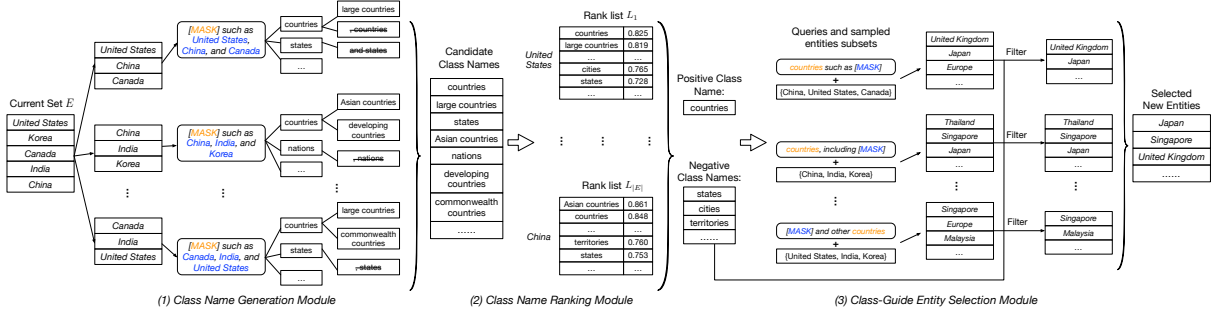 Current Set E
United States
Korea
Canada
India
China
United States
China
Canada
China
India
Korea
Canada
India
United States
[MASK] such as
United States,
China, and Canada
[MASK] such as
China, India, and
Korea
[MASK] such as
Canada, India, and
United States
countries
states
...
large countries
, countries
and states
countries
nations
...
Asian countries
developing
countries
, nations
countries
states
...
large countries
commonwealth
countries
, states
(1) Class Name Generation Module
Candidate
Class Names
countries
large countries
states
Asian countries
nations
developing
countries
commonwealth
countries
......
Rank list L1
United
States
countries 0.825
large countries 0.819
... ...
cities 0.765
states 0.728
... ...
Rank list L|E|
China
Asian countries 0.861
countries 0.848
... ...
territories 0.760
states 0.753
... ...
(2) Class Name Ranking Module
Positive Class
Name:
countries
Negative
Class Names:
states
cities
territories
......
Queries and sampled
entities subsets
countries such as [MASK]
+
{China, United States, Canada}
countries, including [MASK]
+
{China, India, Korea}
[MASK] and other countries
+
{United States, India, Korea}
United Kingdom
Japan
Europe
...
Thailand
Singapore
Japan
...
Singapore
Europe
Malaysia
...
Filter
Filter
Filter
United Kingdom
Japan
...
Thailand
Singapore
Japan
...
Singapore
Malaysia
...
(3) Class-Guide Entity Selection Module
Selected
New Entities
Japan
Singapore
United Kingdom
......